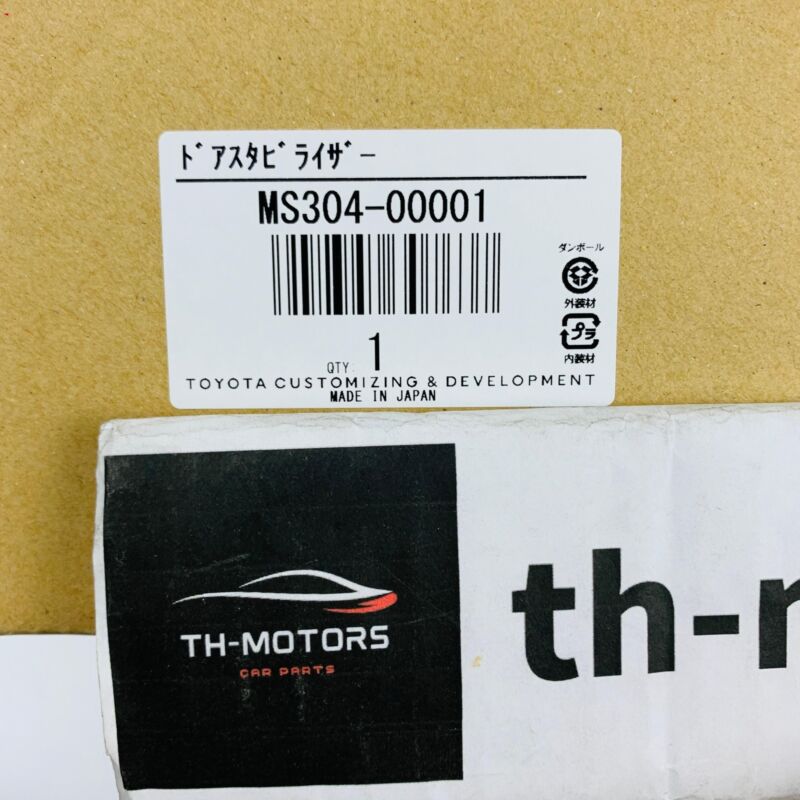 ﾄﾞｱｽﾀﾋﾞﾗｲｻﾞｰ
MS304-00001
ダンボール
外装材
プラ
内装材
QTY: 1
TOYOTA CUSTOMIZING & DEVELOPMENT
MADE IN JAPAN
TH-MOTORS
CAR PARTS
th-